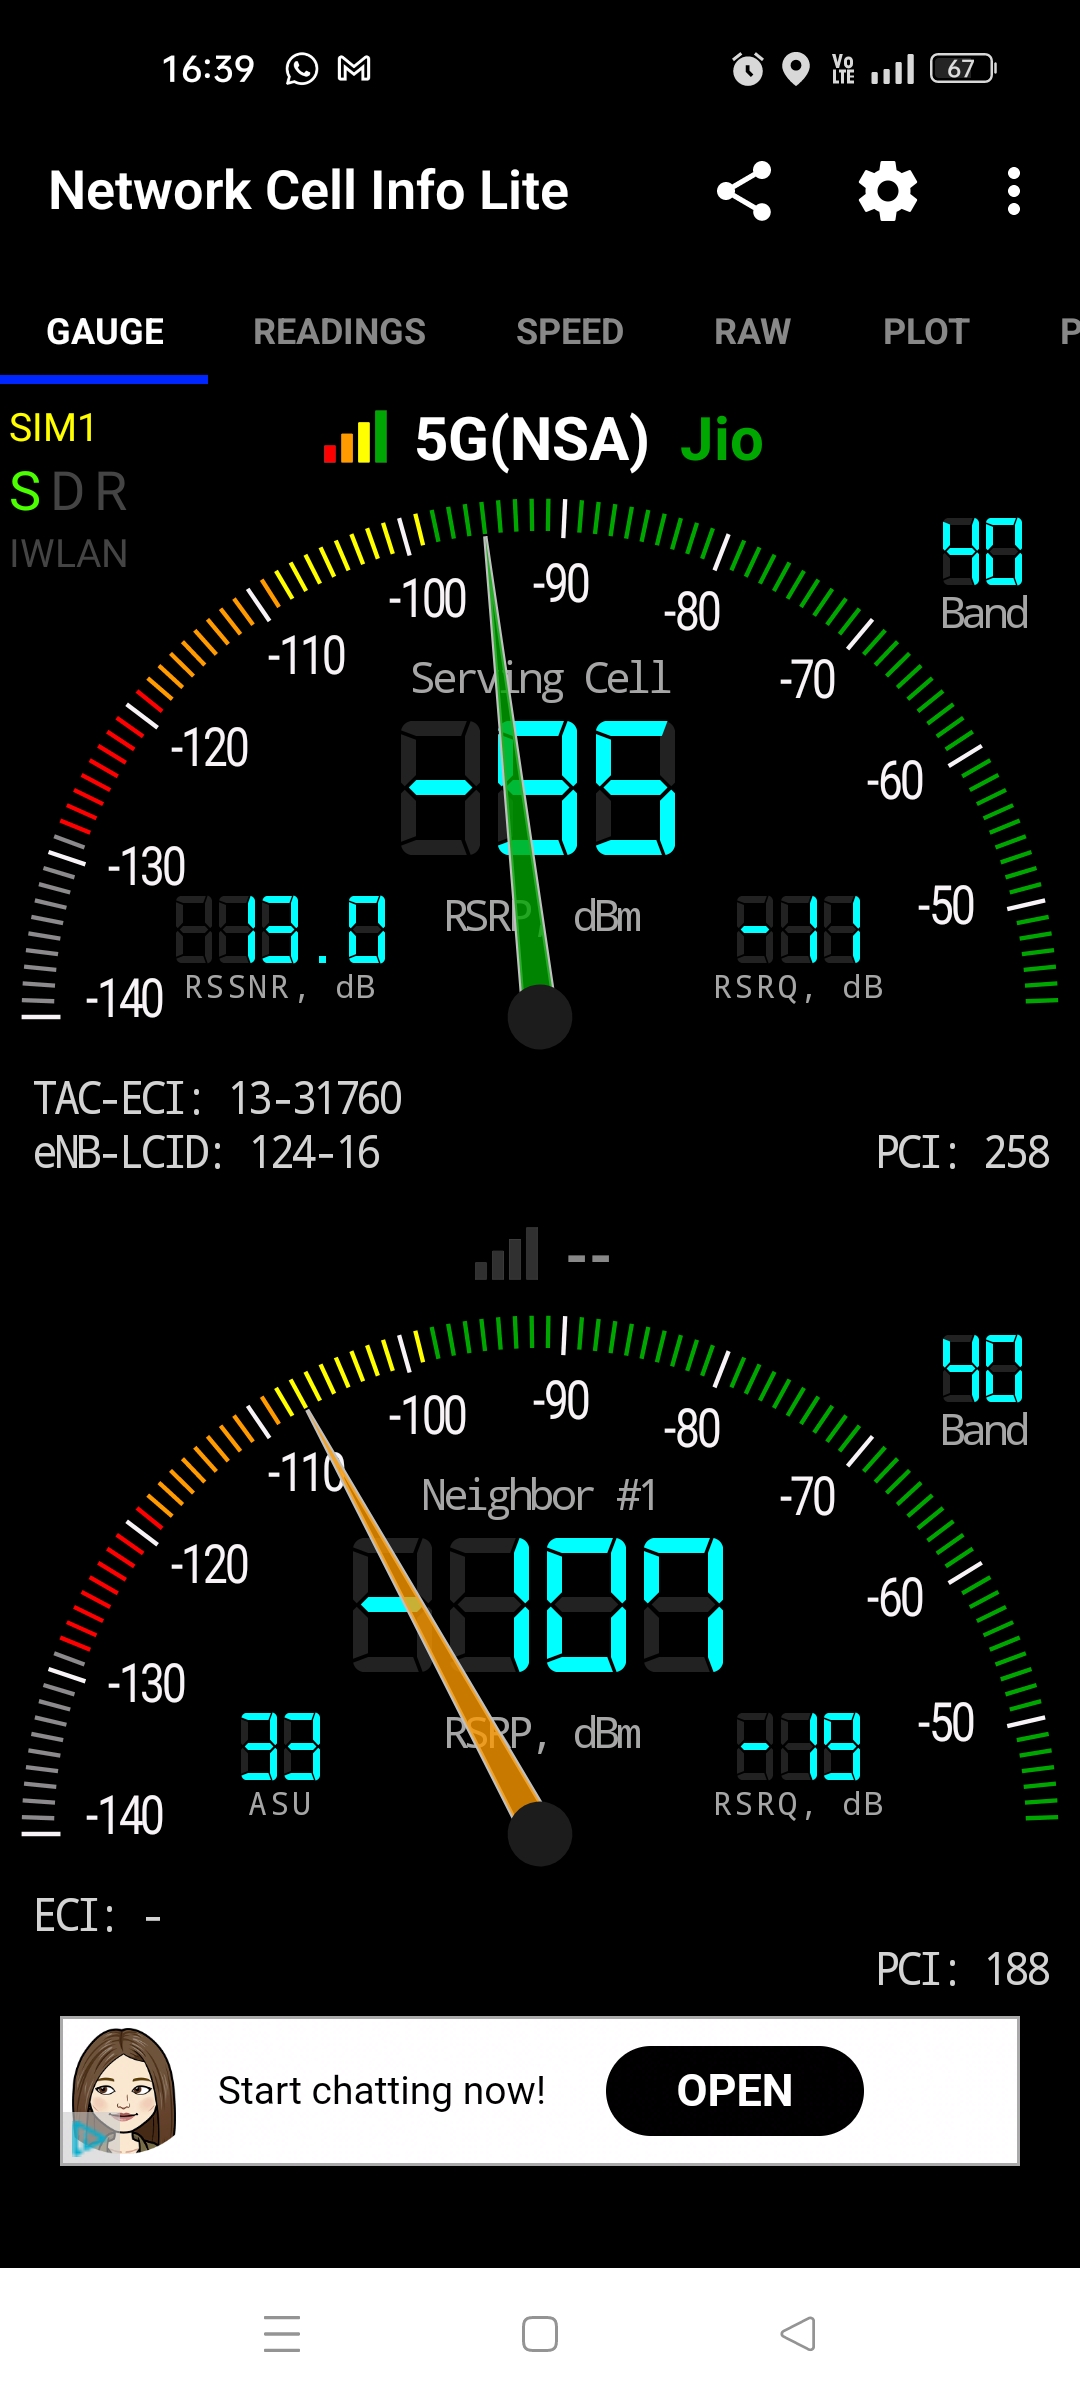 16:39
Vo LTE
67
Network Cell Info Lite
GAUGE READINGS SPEED RAW PLOT P
SIM1
5G(NSA) Jio
S D R
IWLAN
40
Band
-100 -90 -80
-110 -70
Serving Cell
-120 -60
-95
-130 -50
RSRP, dBm
13.0
-11
-140
RSSNR, dB
RSRQ, dB
TAC-ECI: 13-31760
eNB-LCID: 124-16
PCI: 258
--
40
Band
-100 -90 -80
-110 -70
Neighbor #1
-120 -60
-107
-130 -50
RSRP, dBm
33
-19
-140
ASU
RSRQ, dB
ECI: -
PCI: 188
Start chatting now!
OPEN